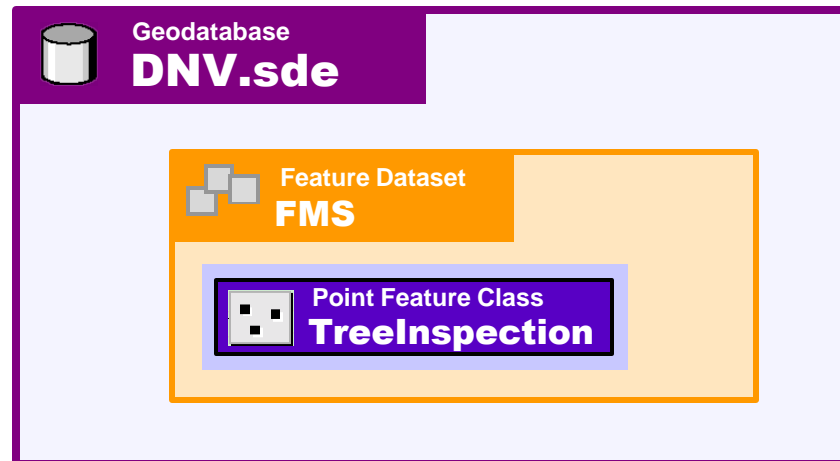 Geodatabase
DNV.sde
Feature Dataset
FMS
Point Feature Class
TreeInspection